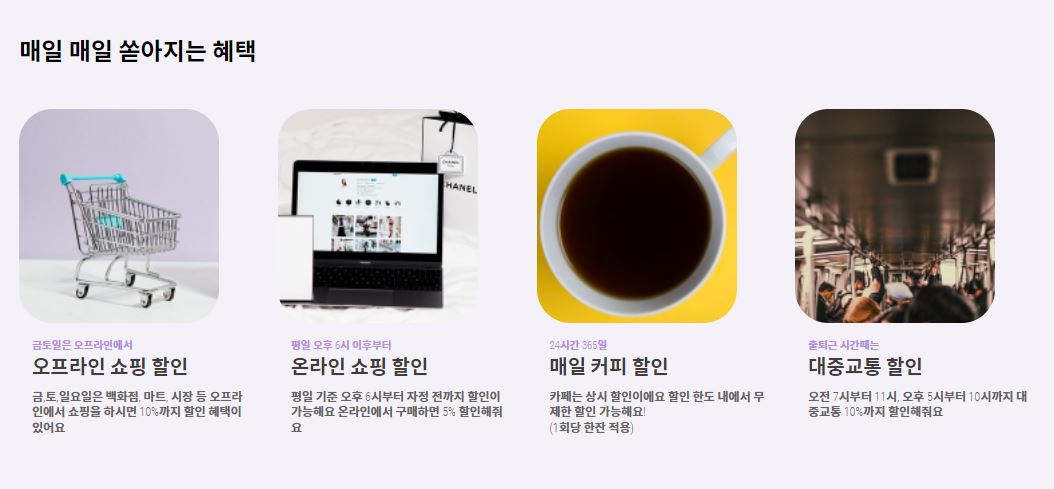 매일 매일 쏟아지는 혜택
CHANEL
CHANEL
금토일은 오프라인에서
오프라인 쇼핑 할인
금,토,일요일은 백화점, 마트, 시장 등 오프라
인에서 쇼핑을 하시면 10%까지 할인 혜택이
있어요
평일 오후 6시 이후부터
온라인 쇼핑 할인
평일 기준 오후 6시부터 자정 전까지 할인이
가능해요 온라인에서 구매하면 5% 할인해줘
요
24시간 365일
매일 커피 할인
카페는 상시 할인이에요 할인 한도 내에서 무
제한 할인 가능해요!
(1회당 한잔 적용)
출퇴근 시간때는
대중교통 할인
오전 7시부터 11시, 오후 5시부터 10시까지 대
중교통 10%까지 할인해줘요